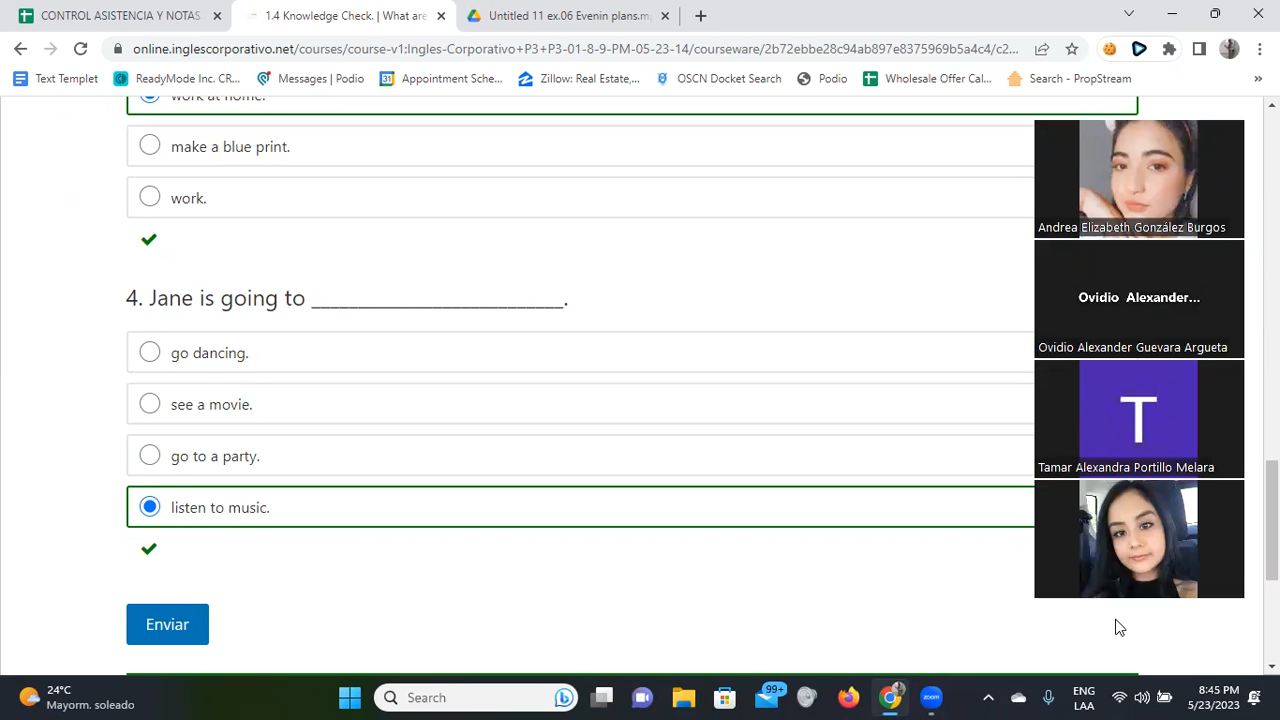 CONTROL ASISTENCIA Y NOTAS
1.4 Knowledge Check. | What are
Untitled 11 ex.06 Evenin plans.m
online.inglescorporativo.net/courses/course-v1:Ingles-Corporativo+P3+P3-01-8-9-PM-05-23-14/courseware/2b72ebbe28c94ab897e8375969b5a4c4/c2...
Text Templet
ReadyMode Inc. CR...
Messages | Podio
Appointment Sche...
Zillow: Real Estate,...
OSCN Docket Search
Podio
Wholesale Offer Cal...
Search - PropStream
»
work at home.
make a blue print.
work.
Andrea Elizabeth González Burgos
4. Jane is going to _________________________.
Ovidio Alexander...
Ovidio Alexander Guevara Argueta
go dancing.
see a movie.
go to a party.
T
Tamar Alexandra Portillo Melara
listen to music.
Enviar
24°C
Mayorm. soleado
Search
99+
ENG
LAA
8:45 PM
5/23/2023